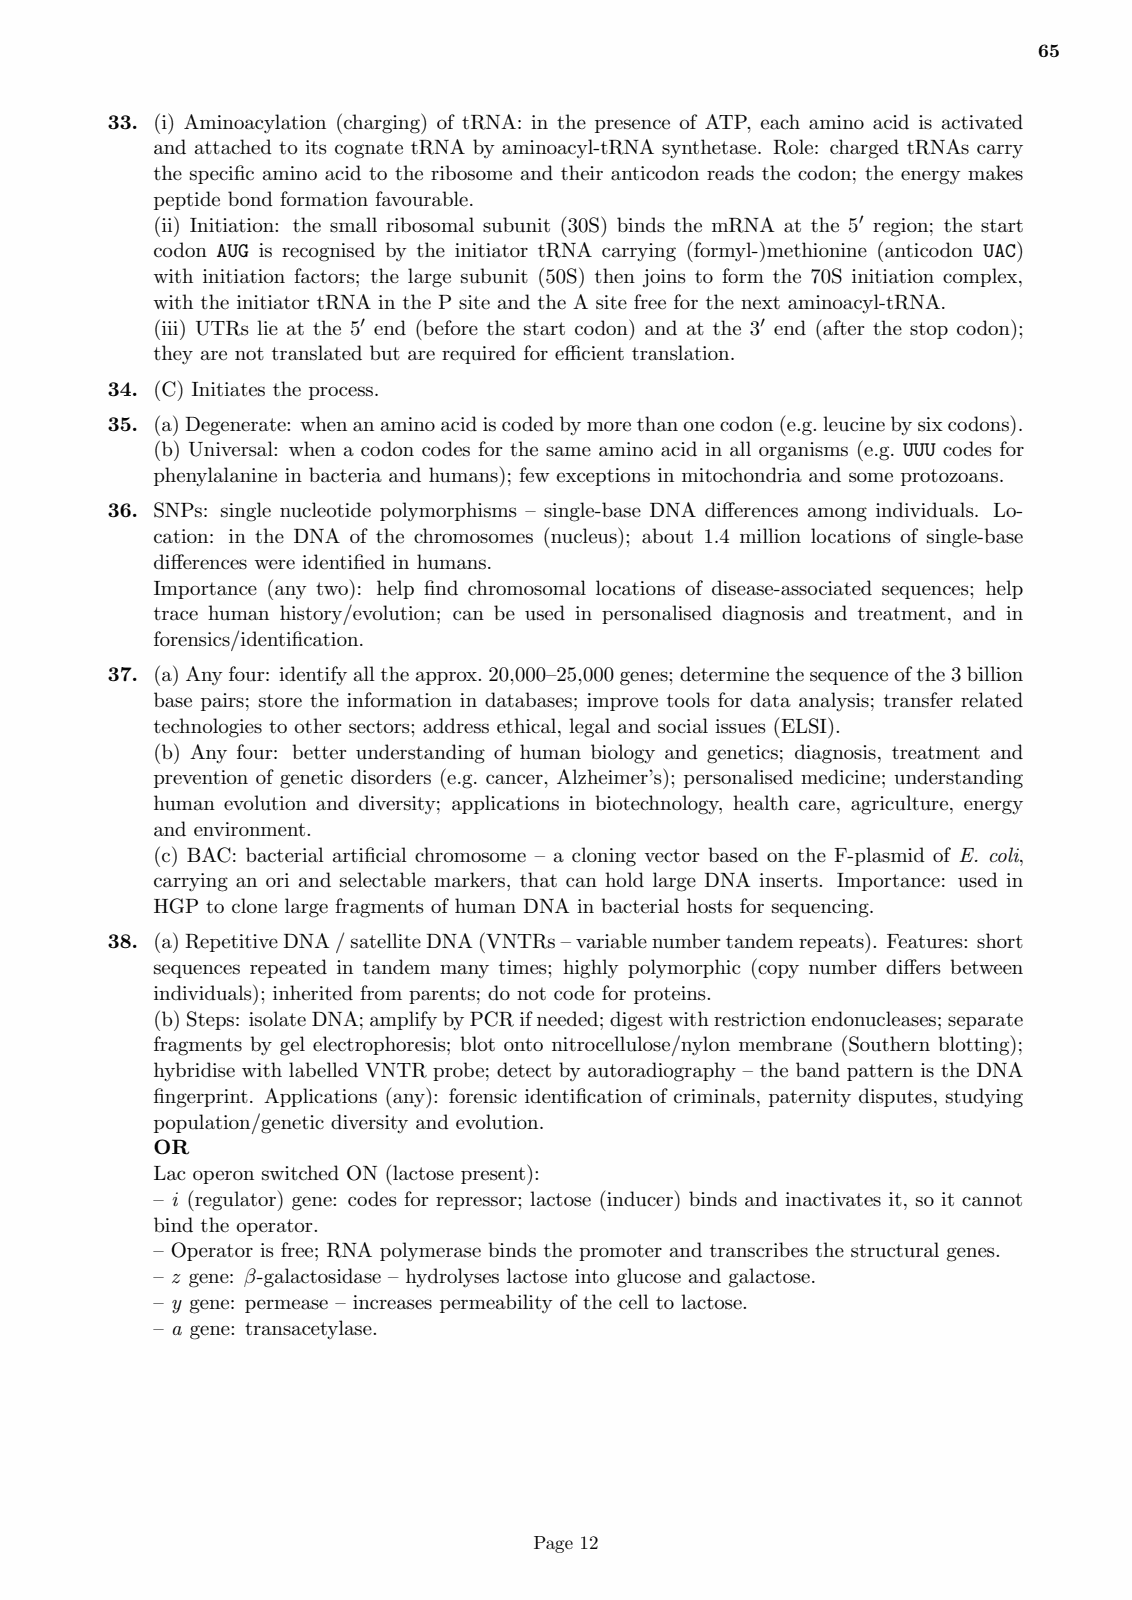 65
33. (i) Aminoacylation (charging) of tRNA: in the presence of ATP, each amino acid is activated
and attached to its cognate tRNA by aminoacyl-tRNA synthetase. Role: charged tRNAs carry
the specific amino acid to the ribosome and their anticodon reads the codon; the energy makes
peptide bond formation favourable.
(ii) Initiation: the small ribosomal subunit (30S) binds the mRNA at the 5′ region; the start
codon AUG is recognised by the initiator tRNA carrying (formyl-)methionine (anticodon UAC)
with initiation factors; the large subunit (50S) then joins to form the 70S initiation complex,
with the initiator tRNA in the P site and the A site free for the next aminoacyl-tRNA.
(iii) UTRs lie at the 5′ end (before the start codon) and at the 3′ end (after the stop codon);
they are not translated but are required for efficient translation.
34. (C) Initiates the process.
35. (a) Degenerate: when an amino acid is coded by more than one codon (e.g. leucine by six codons).
(b) Universal: when a codon codes for the same amino acid in all organisms (e.g. UUU codes for
phenylalanine in bacteria and humans); few exceptions in mitochondria and some protozoans.
36. SNPs: single nucleotide polymorphisms – single-base DNA differences among individuals. Lo-
cation: in the DNA of the chromosomes (nucleus); about 1.4 million locations of single-base
differences were identified in humans.
Importance (any two): help find chromosomal locations of disease-associated sequences; help
trace human history/evolution; can be used in personalised diagnosis and treatment, and in
forensics/identification.
37. (a) Any four: identify all the approx. 20,000–25,000 genes; determine the sequence of the 3 billion
base pairs; store the information in databases; improve tools for data analysis; transfer related
technologies to other sectors; address ethical, legal and social issues (ELSI).
(b) Any four: better understanding of human biology and genetics; diagnosis, treatment and
prevention of genetic disorders (e.g. cancer, Alzheimer's); personalised medicine; understanding
human evolution and diversity; applications in biotechnology, health care, agriculture, energy
and environment.
(c) BAC: bacterial artificial chromosome – a cloning vector based on the F-plasmid of E. coli,
carrying an ori and selectable markers, that can hold large DNA inserts. Importance: used in
HGP to clone large fragments of human DNA in bacterial hosts for sequencing.
38. (a) Repetitive DNA / satellite DNA (VNTRs – variable number tandem repeats). Features: short
sequences repeated in tandem many times; highly polymorphic (copy number differs between
individuals); inherited from parents; do not code for proteins.
(b) Steps: isolate DNA; amplify by PCR if needed; digest with restriction endonucleases; separate
fragments by gel electrophoresis; blot onto nitrocellulose/nylon membrane (Southern blotting);
hybridise with labelled VNTR probe; detect by autoradiography – the band pattern is the DNA
fingerprint. Applications (any): forensic identification of criminals, paternity disputes, studying
population/genetic diversity and evolution.
OR
Lac operon switched ON (lactose present):
– i (regulator) gene: codes for repressor; lactose (inducer) binds and inactivates it, so it cannot
bind the operator.
– Operator is free; RNA polymerase binds the promoter and transcribes the structural genes.
– z gene: β-galactosidase – hydrolyses lactose into glucose and galactose.
– y gene: permease – increases permeability of the cell to lactose.
– a gene: transacetylase.
Page 12